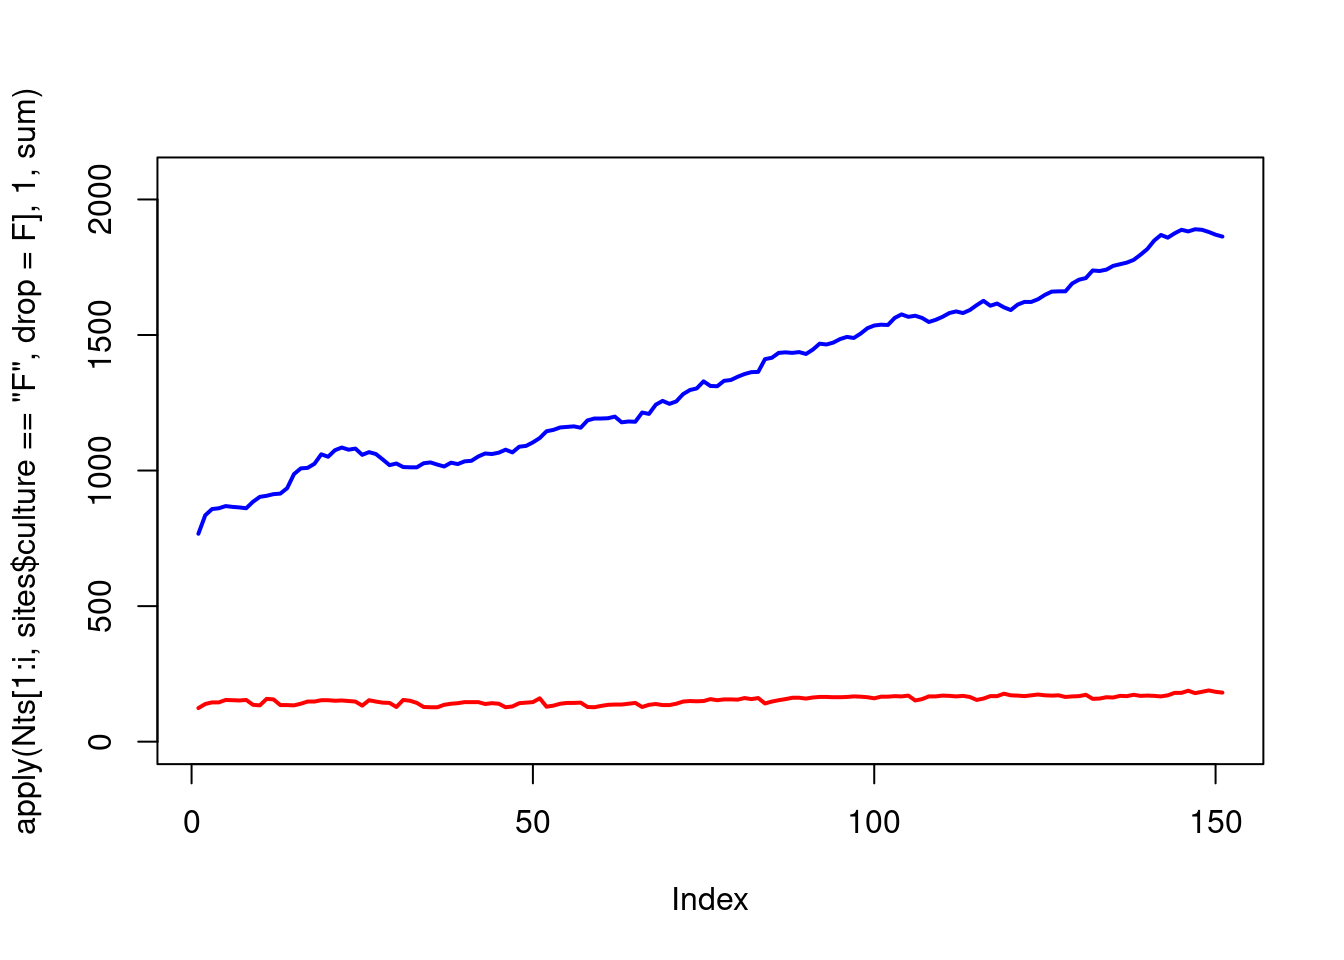 apply(Nts[1:i, sites$culture == "F", drop = F], 1, sum)
2000
1500
1000
500
0
0 50 100 150
Index